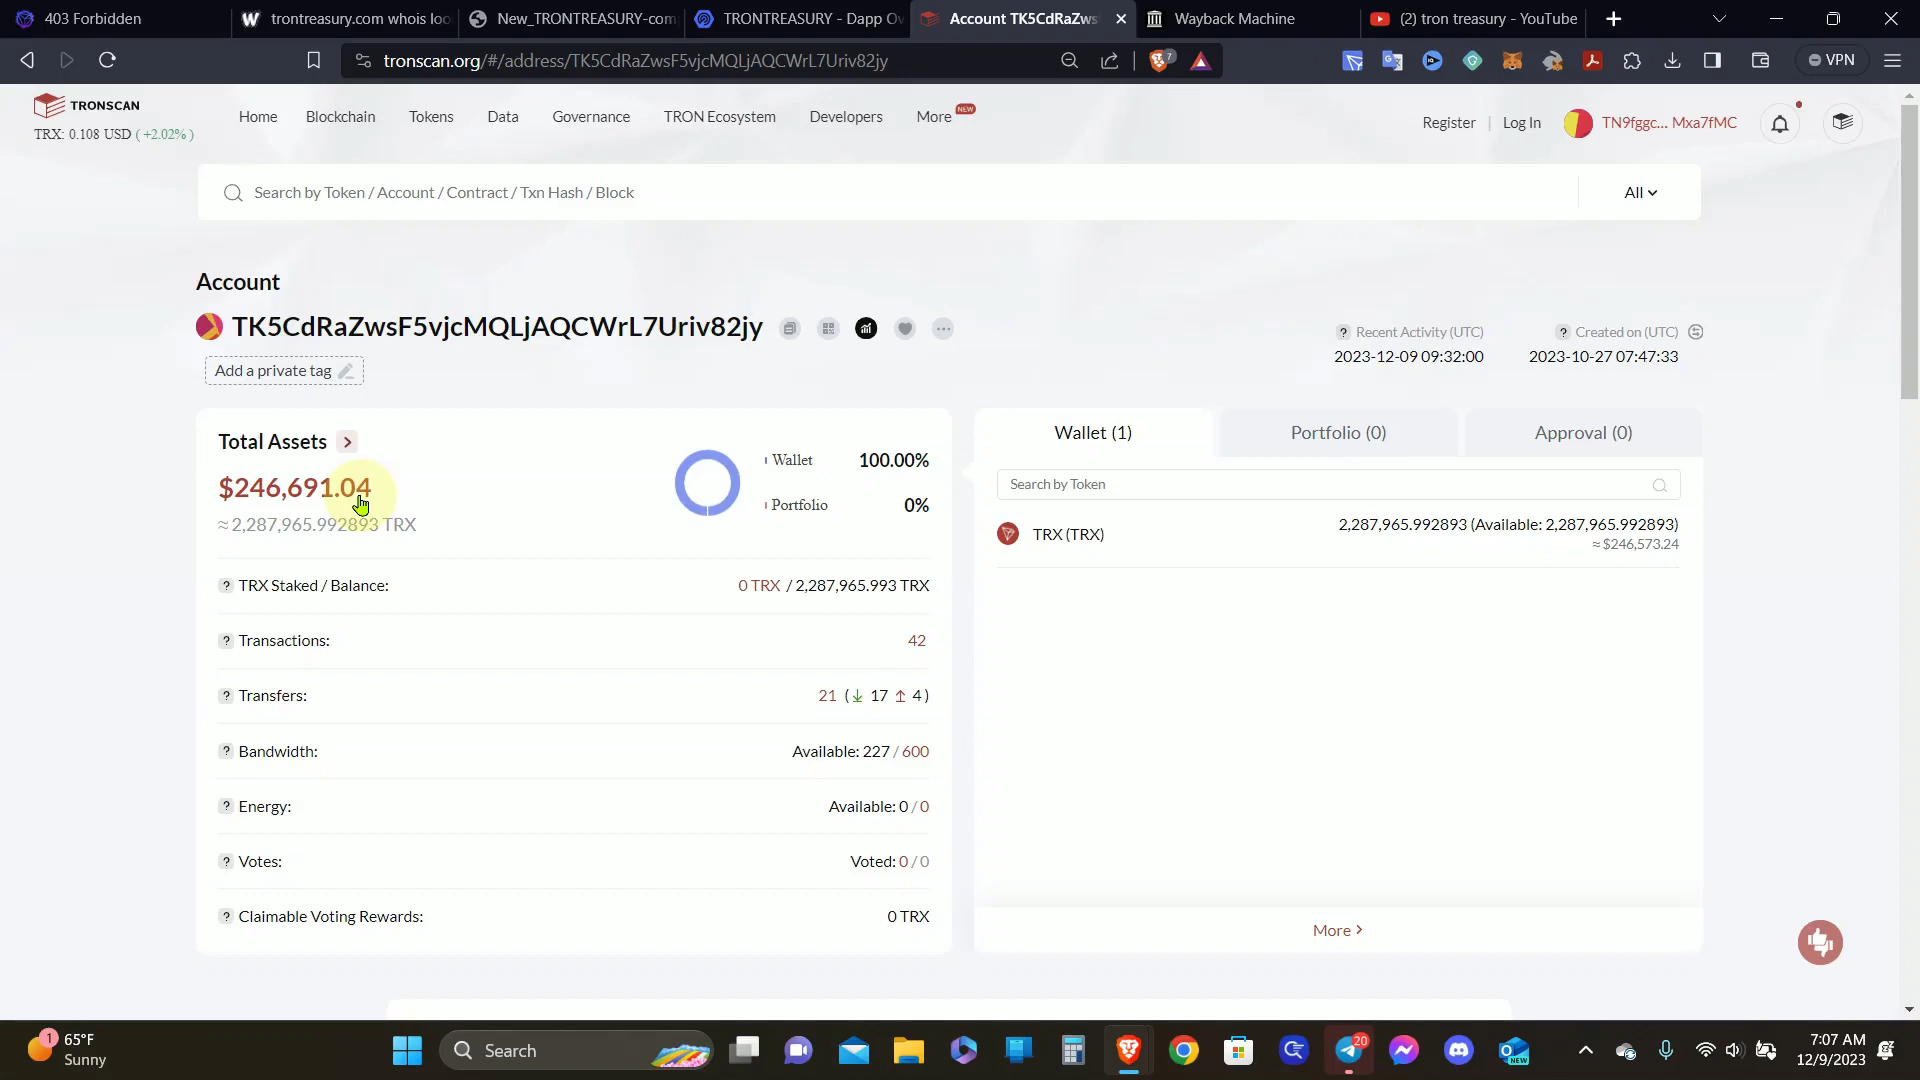 403 Forbidden
trontreasury.com whois loo
New_TRONTREASURY-com
TRONTREASURY - Dapp Ov
Account TK5CdRaZws
Wayback Machine
(2) tron treasury - YouTube
tronscan.org/#/address/TK5CdRaZwsF5vjcMQLjAQCWrL7Uriv82jy
7
VPN
TRONSCAN
TRX: 0.108 USD ( +2.02% )
Home
Blockchain
Tokens
Data
Governance
TRON Ecosystem
Developers
More
NEW
Register
Log In
TN9fggc... Mxa7fMC
Search by Token / Account / Contract / Txn Hash / Block
All
Account
TK5CdRaZwsF5vjcMQLjAQCWrL7Uriv82jy
Add a private tag
? Recent Activity (UTC)
2023-12-09 09:32:00
? Created on (UTC)
2023-10-27 07:47:33
Total Assets
$246,691.04
≈ 2,287,965.992893 TRX
Wallet 100.00%
Portfolio 0%
? TRX Staked / Balance: 0 TRX / 2,287,965.993 TRX
? Transactions: 42
? Transfers: 21 (↓ 17 ↑ 4)
? Bandwidth: Available: 227 / 600
? Energy: Available: 0 / 0
? Votes: Voted: 0 / 0
? Claimable Voting Rewards: 0 TRX
Wallet (1)
Portfolio (0)
Approval (0)
Search by Token
TRX (TRX)
2,287,965.992893 (Available: 2,287,965.992893)
≈ $246,573.24
More
1
65°F
Sunny
Search
20
NEW
7:07 AM
12/9/2023